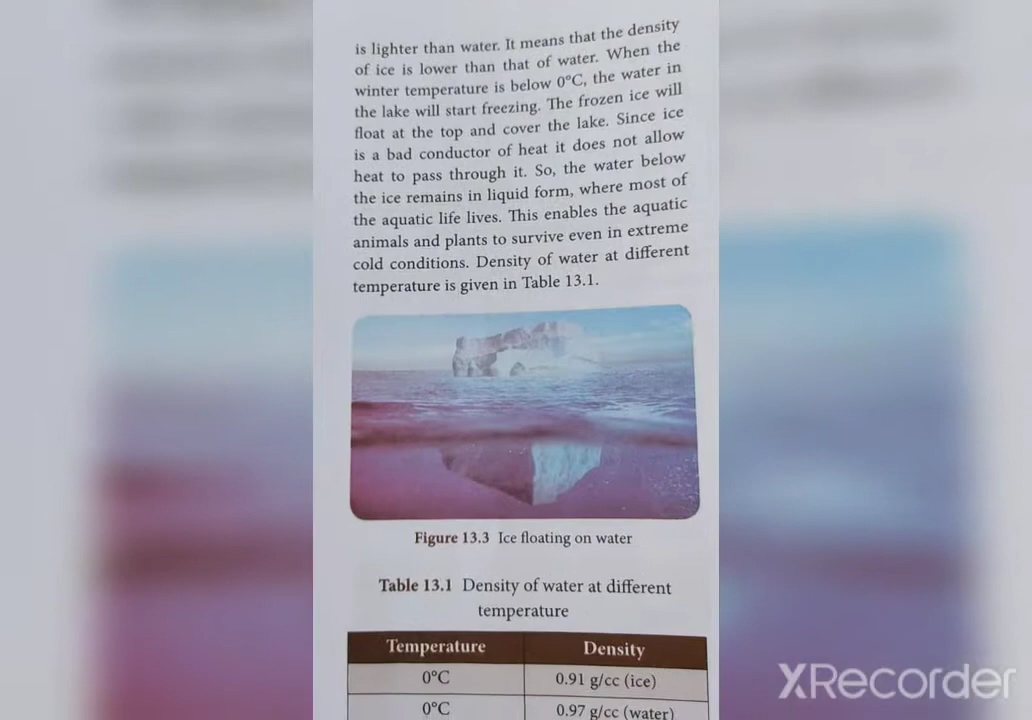 is lighter than water. It means that the density
of ice is lower than that of water. When the
winter temperature is below 0°C, the water in
the lake will start freezing. The frozen ice will
float at the top and cover the lake. Since ice
is a bad conductor of heat it does not allow
heat to pass through it. So, the water below
the ice remains in liquid form, where most of
the aquatic life lives. This enables the aquatic
animals and plants to survive even in extreme
cold conditions. Density of water at different
temperature is given in Table 13.1.
Figure 13.3 Ice floating on water
Table 13.1 Density of water at different
temperature
Temperature Density
0°C 0.91 g/cc (ice)
0°C 0.97 g/cc (water)
XRecorder